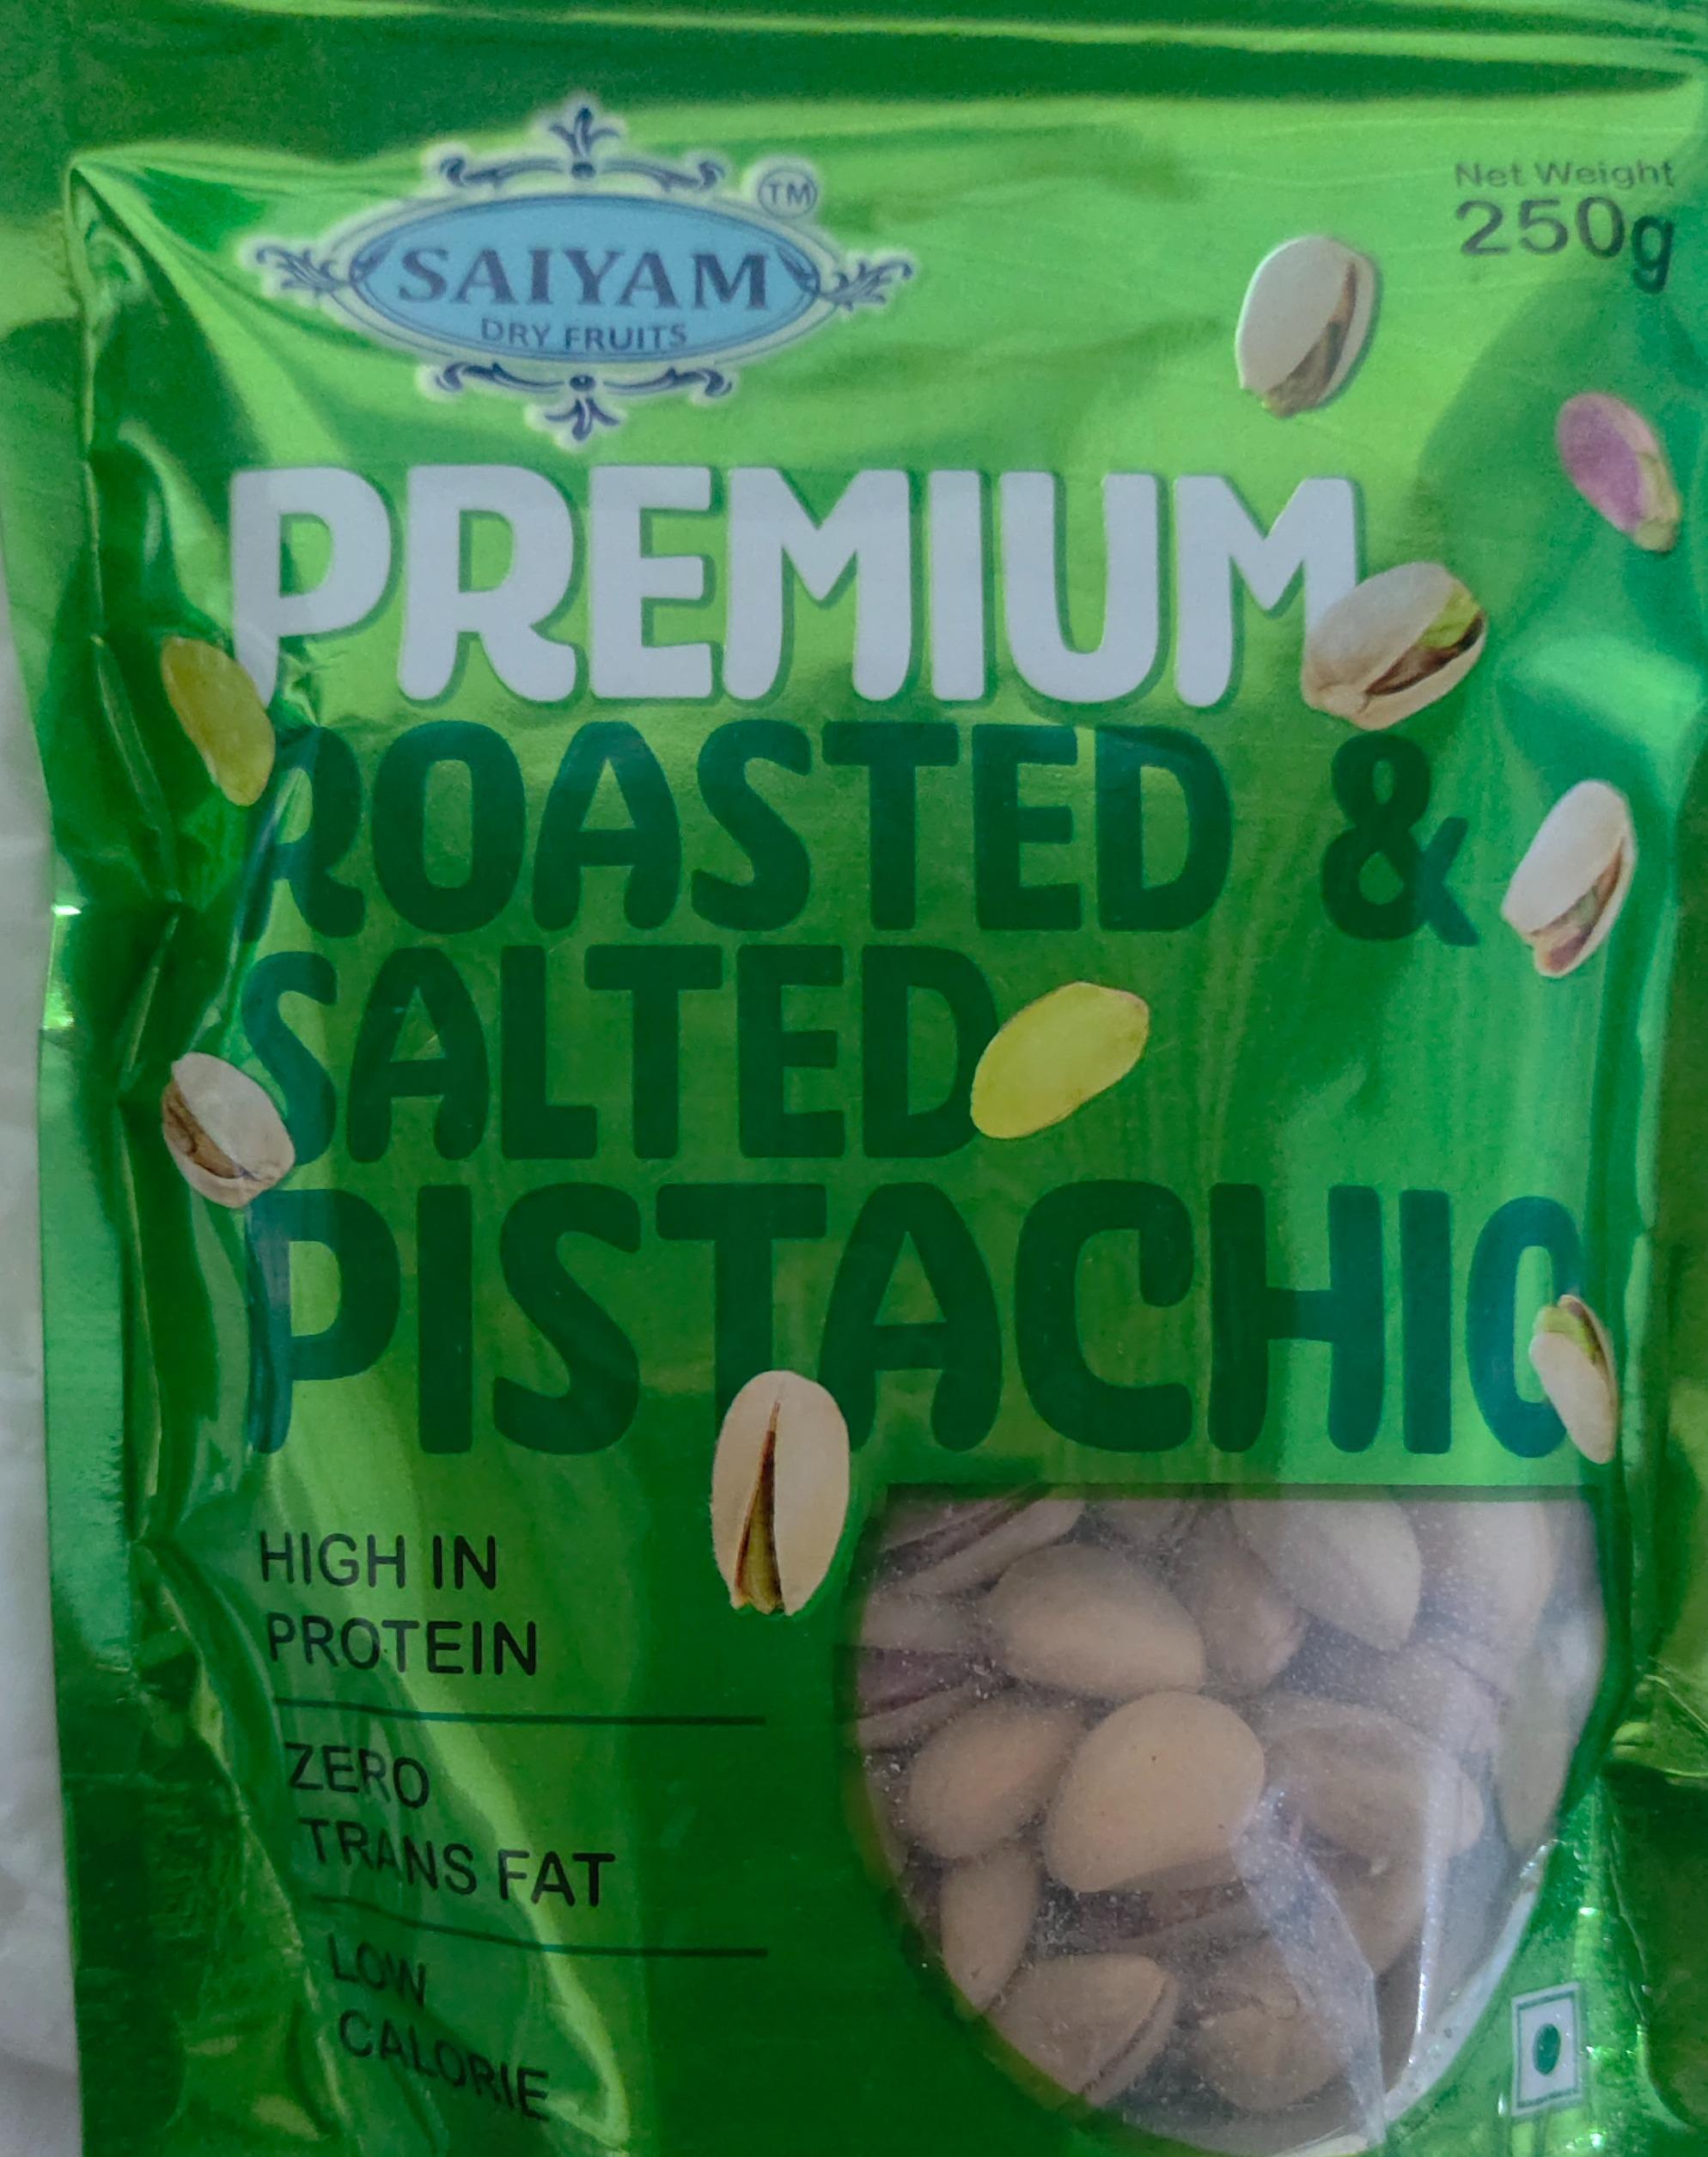 SAIYAM
TM
DRY FRUITS
Net Weight
250g
PREMIUM
ROASTED &
SALTED
PISTACHIO
HIGH IN
PROTEIN
ZERO
TRANS FAT
LOW
CALORIE